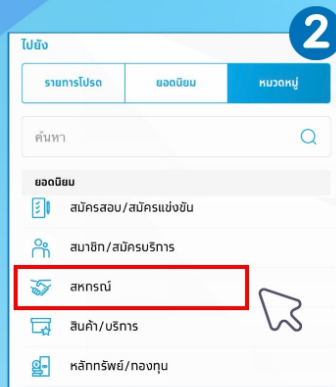 2
ไปยัง
รายการโปรด ยอดนิยม หมวดหมู่
ค้นหา
ยอดนิยม
สมัครสอบ/สมัครแข่งขัน
สมาชิก/สมัครบริการ
สหกรณ์
สินค้า/บริการ
หลักทรัพย์/กองทุน